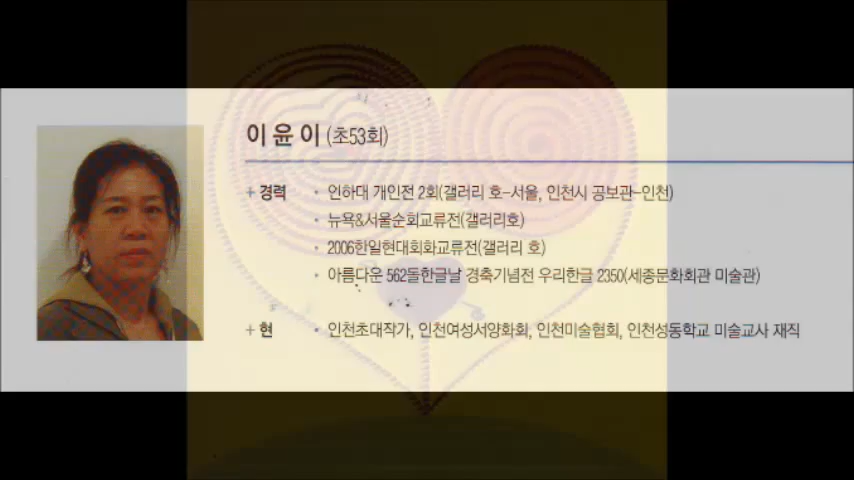 이 윤 이 (초53회)
+ 경력 • 인하대 개인전 2회(갤러리 호-서울, 인천시 공보관-인천)
• 뉴욕&서울순회교류전(갤러리호)
• 2006한일현대회화교류전(갤러리 호)
• 아름다운 562돌한글날 경축기념전 우리한글 2350(세종문화회관 미술관)
+ 현 • 인천초대작가, 인천여성서양화회, 인천미술협회, 인천성동학교 미술교사 재직